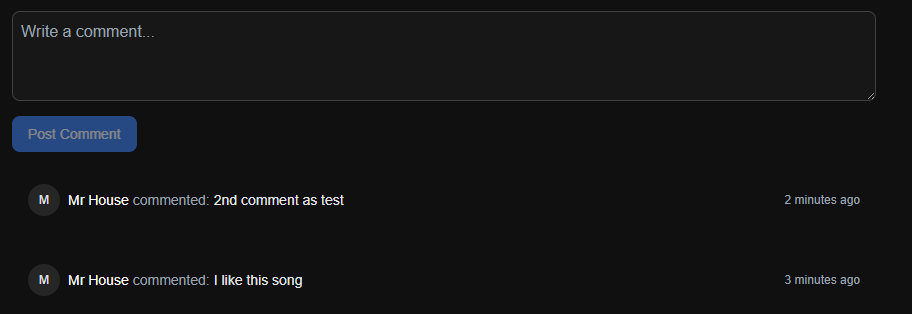 Write a comment...
Post Comment
M Mr House commented: 2nd comment as test 2 minutes ago
M Mr House commented: I like this song 3 minutes ago